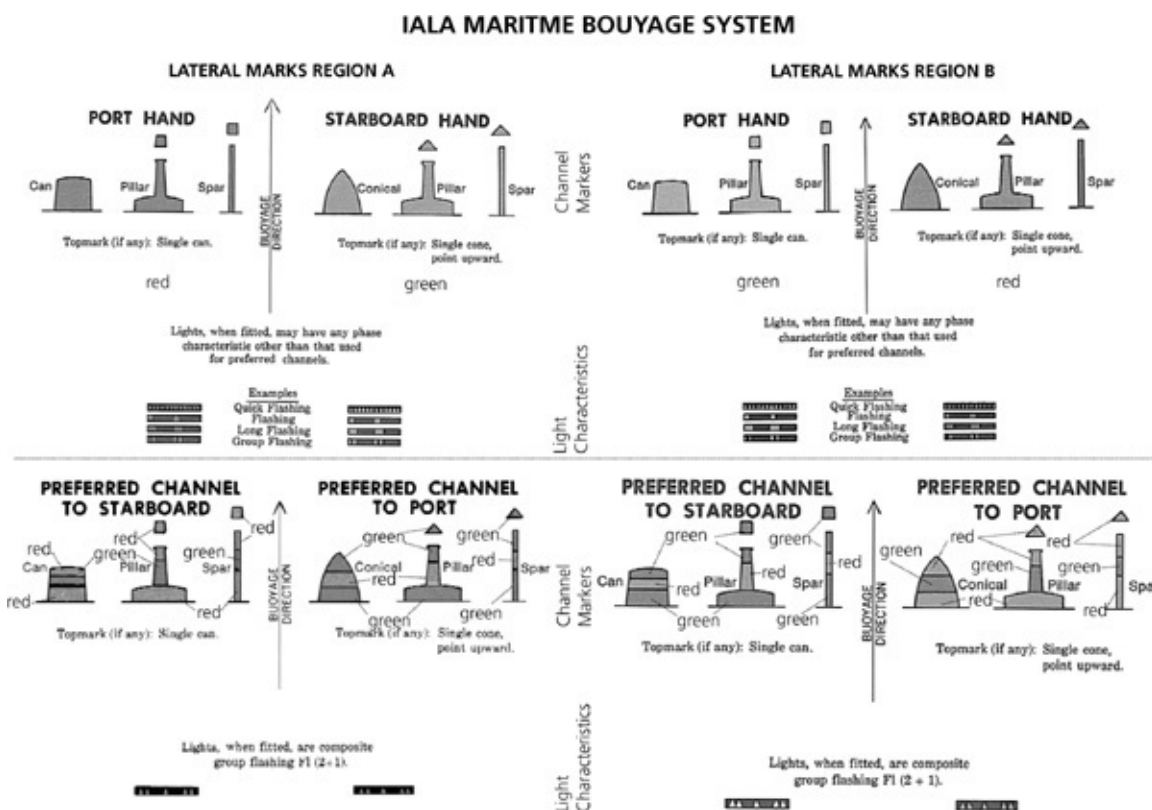 IALA MARITME BOUYAGE SYSTEM
LATERAL MARKS REGION A
PORT HAND
STARBOARD HAND
Can
Pillar
Spar
BUOYAGE
DIRECTION
Conical
Pillar
Spar
Topmark (if any): Single can.
Topmark (if any): Single cone,
point upward.
red
green
Lights, when fitted, may have any phase
characteristic other than that used
for preferred channels.
Examples
Quick Flashing
Flashing
Long Flashing
Group Flashing
Channel
Markers
Light
Characteristics
LATERAL MARKS REGION B
PORT HAND
STARBOARD HAND
Can
Pillar
Spar
BUOYAGE
DIRECTION
Conical
Pillar
Spar
Topmark (if any): Single can.
Topmark (if any): Single cone,
point upward.
green
red
Lights, when fitted, may have any phase
characteristic other than that used
for preferred channels.
Examples
Quick Flashing
Flashing
Long Flashing
Group Flashing
PREFERRED CHANNEL
TO STARBOARD
red
red
green
Can
red
Pillar
red
green
Spar
red
Topmark (if any): Single can.
BUOYAGE
DIRECTION
PREFERRED CHANNEL
TO PORT
green
green
red
Conical
red
Pillar
Spar
green
green
Topmark (if any): Single cone,
point upward.
Lights, when fitted, are composite
group flashing Fl (2+1).
Channel
Markers
Light
Characteristics
PREFERRED CHANNEL
TO STARBOARD
green
green
Can
red
Pillar
red
red
Spar
green
green
Topmark (if any): Single can.
BUOYAGE
DIRECTION
PREFERRED CHANNEL
TO PORT
green
red
red
green
Conical
red
Pillar
Spar
red
Topmark (if any): Single cone,
point upward.
Lights, when fitted, are composite
group flashing Fl (2 + 1).